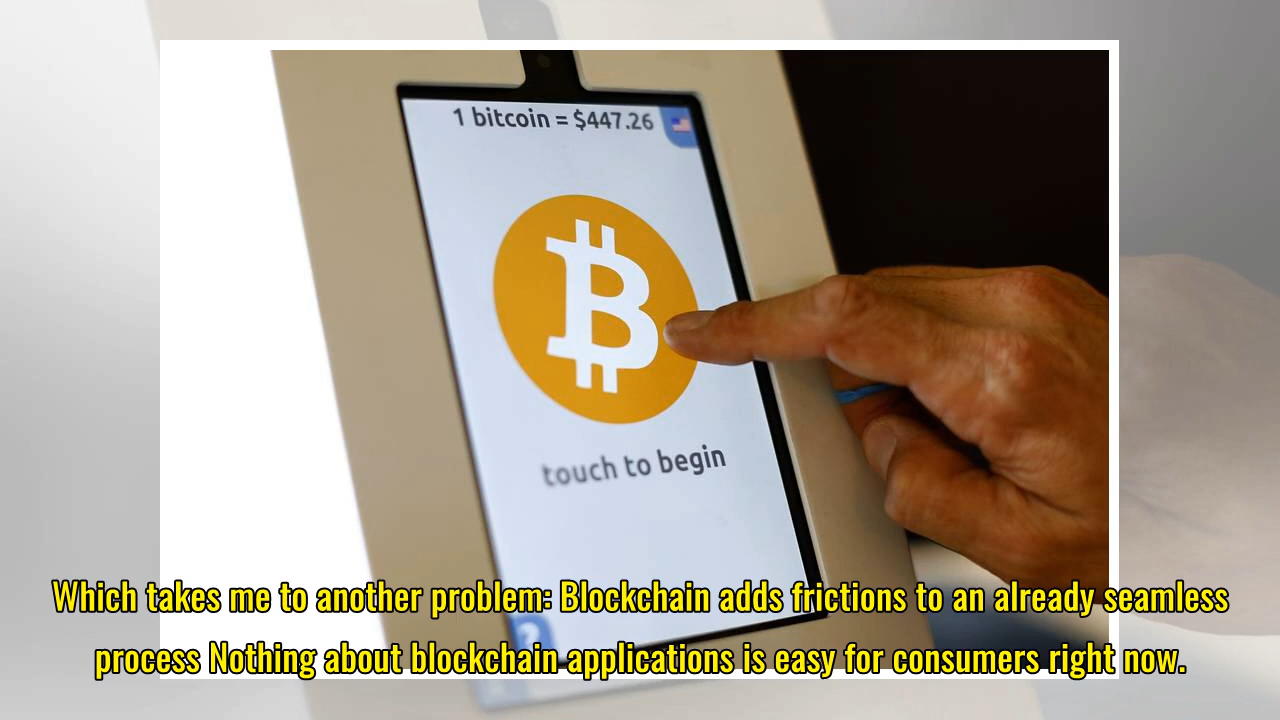 1 bitcoin = $447.26
touch to begin
Which takes me to another problem: Blockchain adds frictions to an already seamless
process Nothing about blockchain applications is easy for consumers right now.